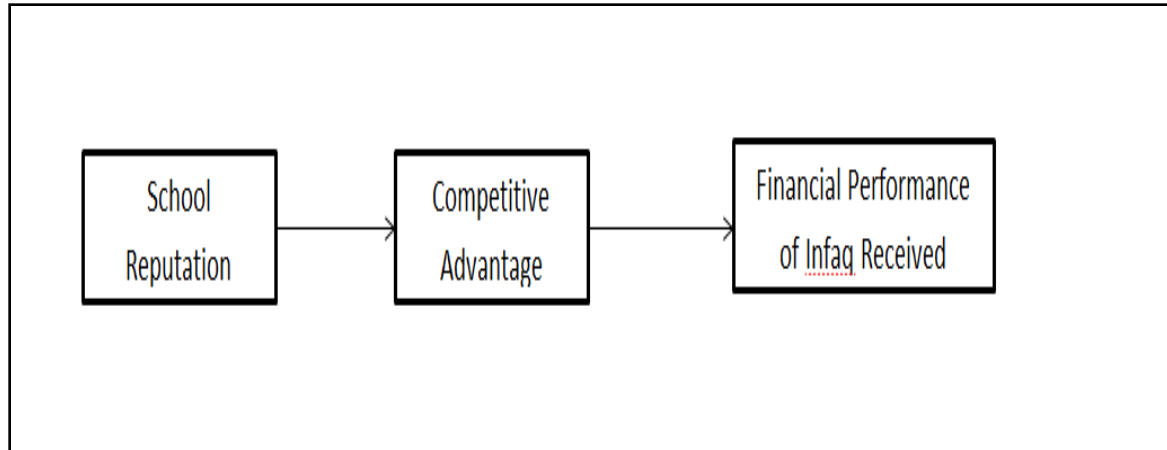 School
Reputation
Competitive
Advantage
Financial Performance
of Infaq Received